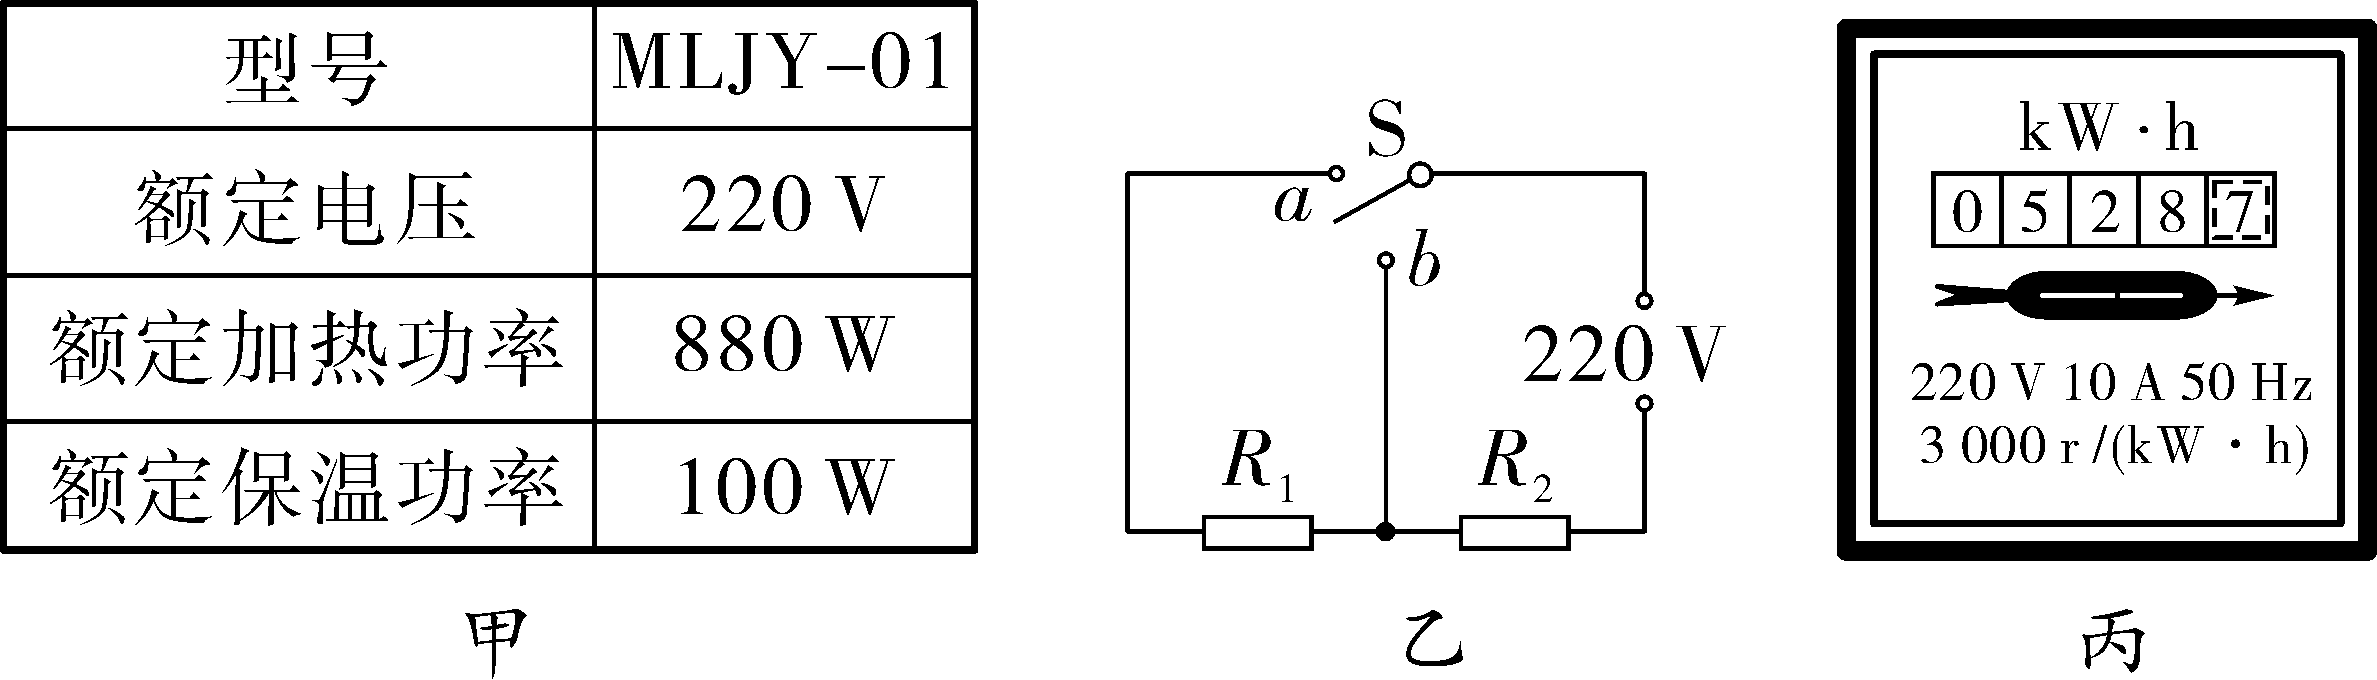 型号 MLJY-01
额定电压 220 V
额定加热功率 880 W
额定保温功率 100 W
甲
S
a
b
220 V
R1 R2
乙
kW·h
0 5 2 8 7
220 V 10 A 50 Hz
3 000 r/(kW·h)
丙